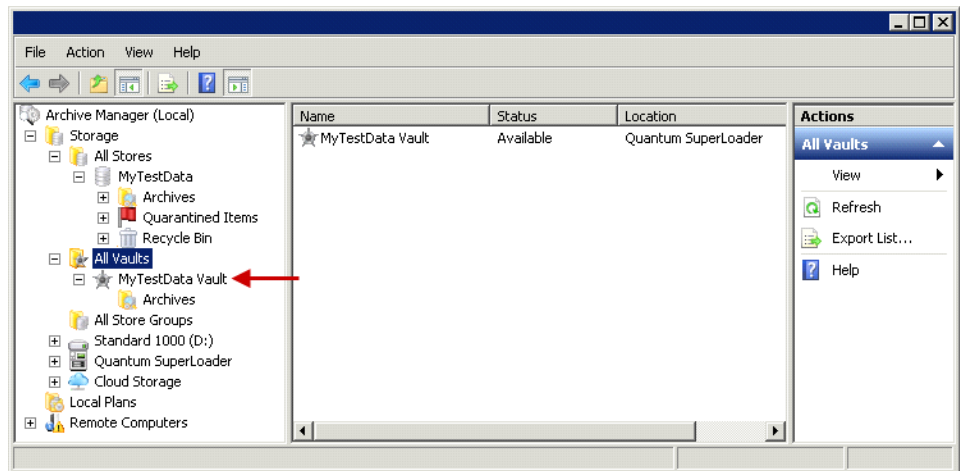 File Action View Help
Archive Manager (Local)
Storage
All Stores
MyTestData
Archives
Quarantined Items
Recycle Bin
All Vaults
MyTestData Vault
Archives
All Store Groups
Standard 1000 (D:)
Quantum SuperLoader
Cloud Storage
Local Plans
Remote Computers
Name Status Location
MyTestData Vault Available Quantum SuperLoader
Actions
All Vaults
View
Refresh
Export List...
Help